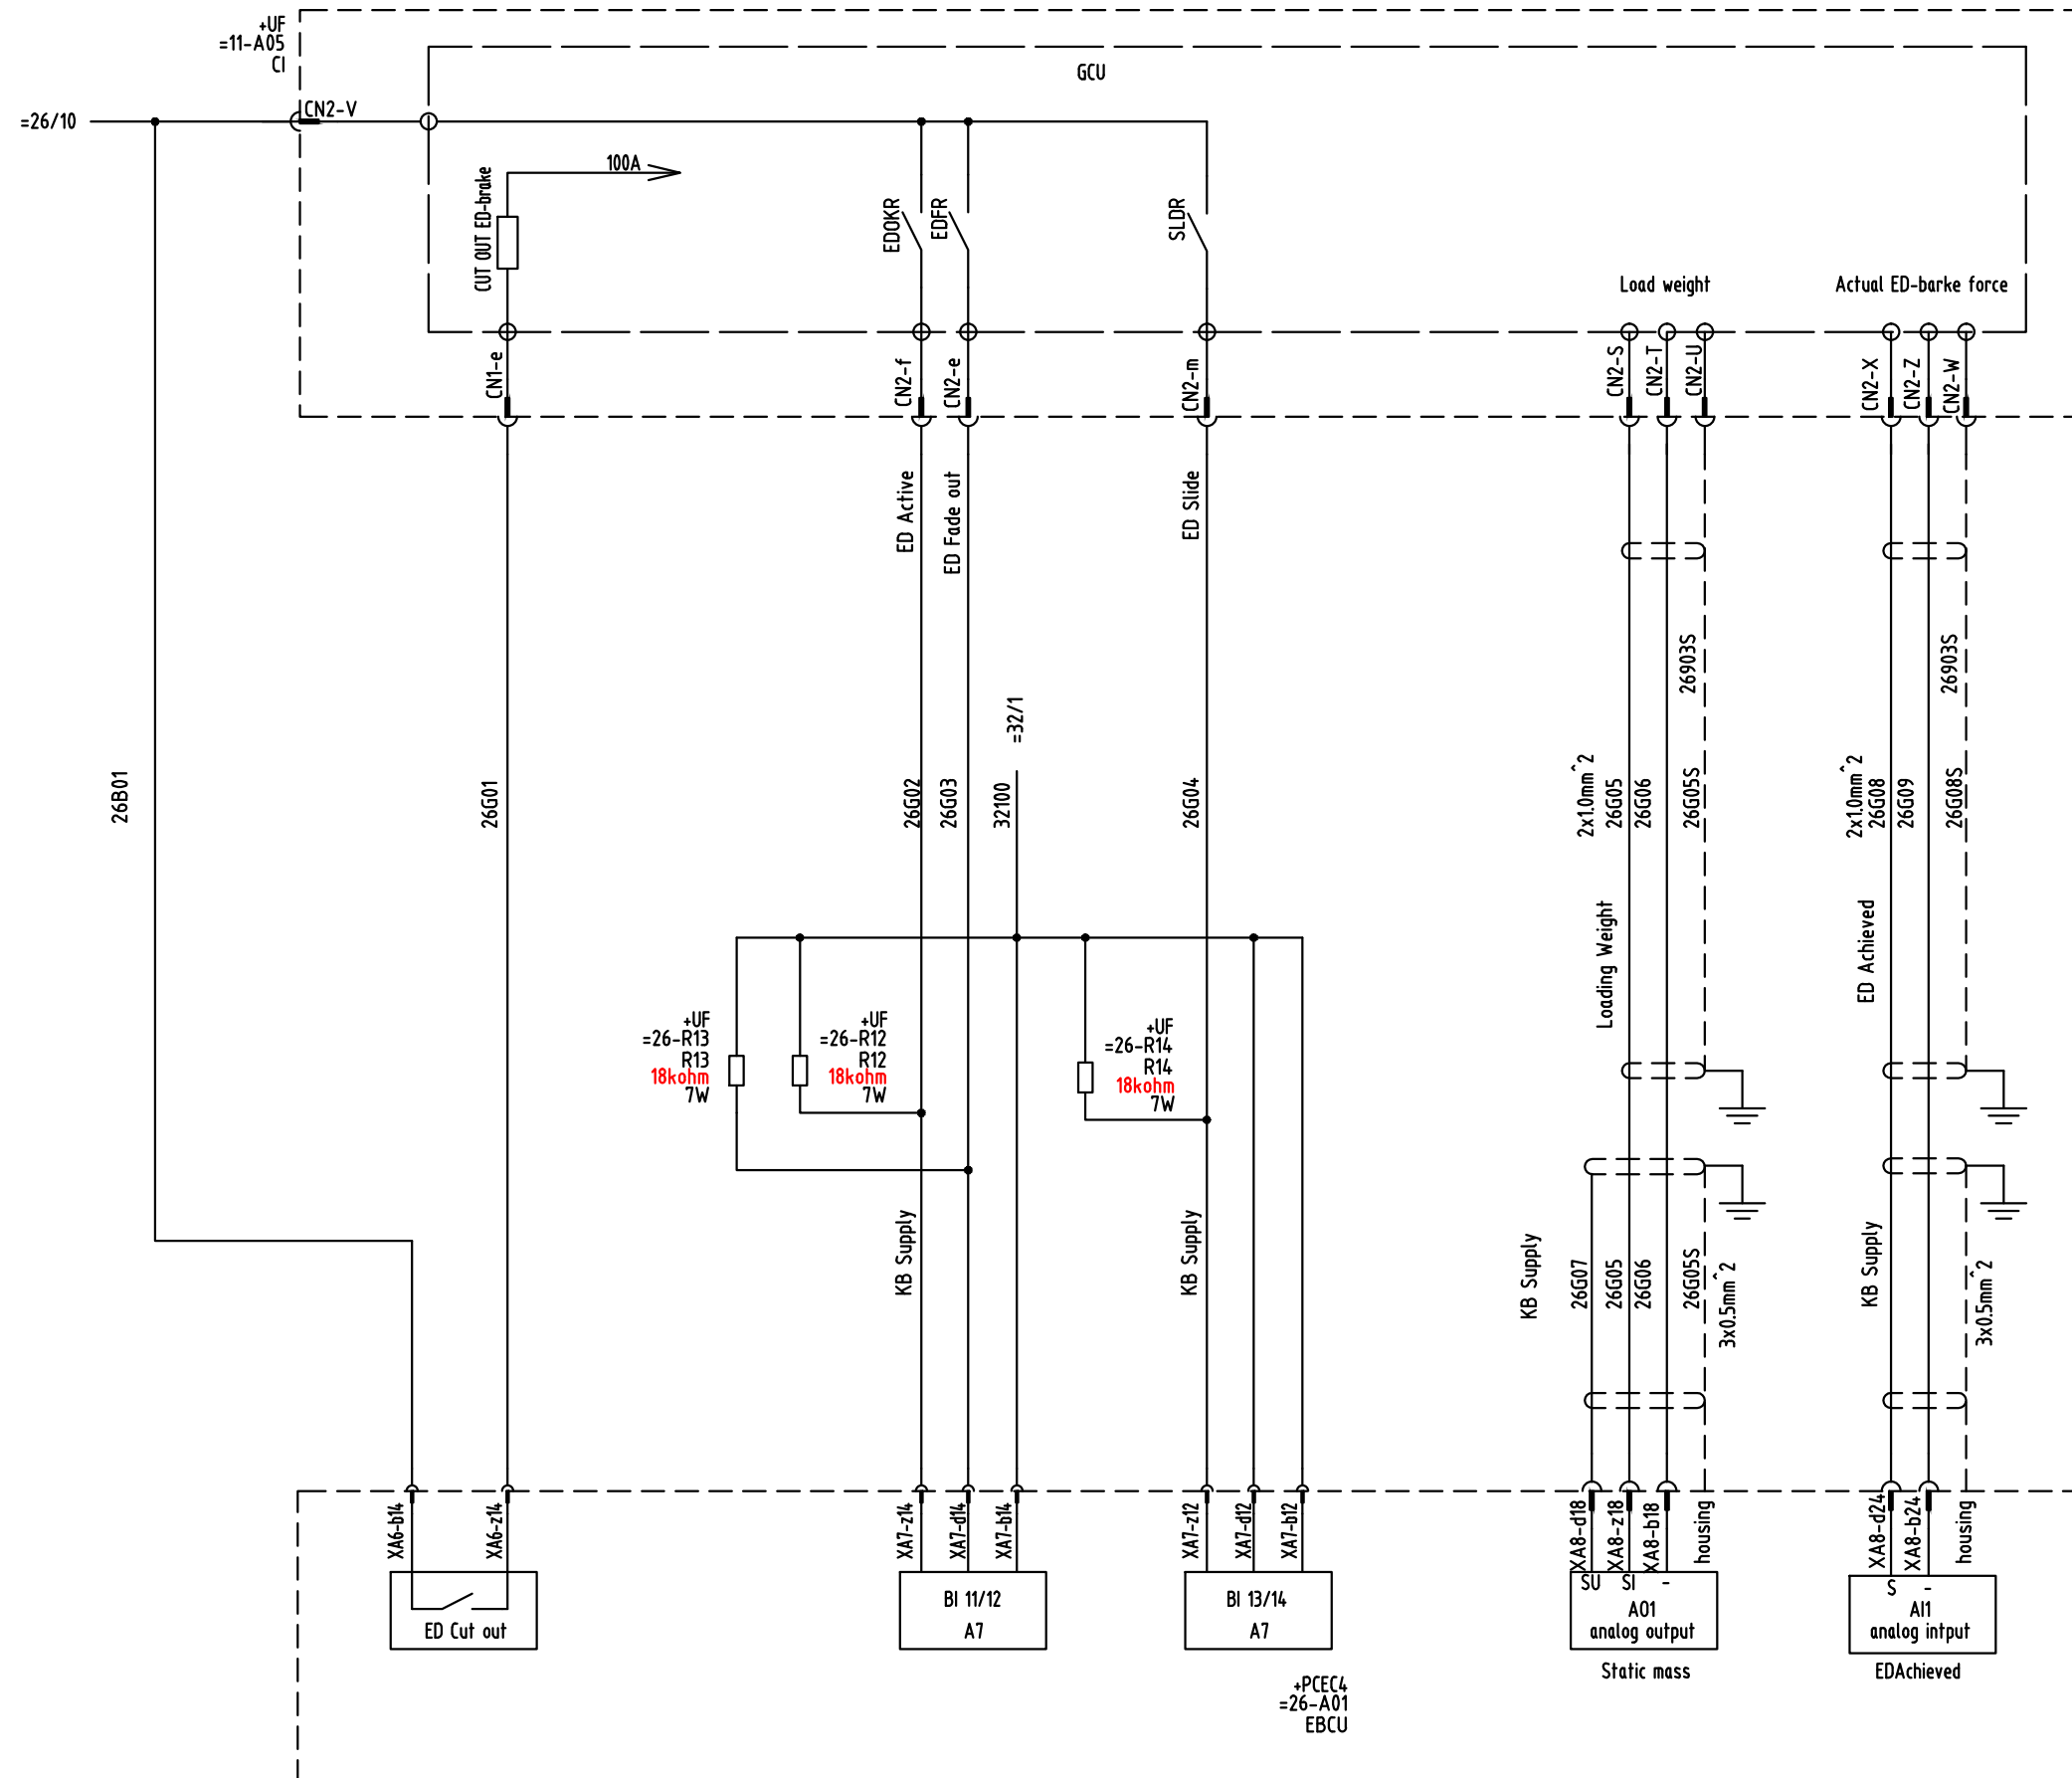 +UF
=11-A05
CI
GCU
=26/10
CN2-V
100A
CUT OUT ED-brake
EDOKR
EDFR
SLDR
Load weight
Actual ED-barke force
CN1-e
CN2-f
CN2-e
CN2-m
CN2-S
CN2-T
CN2-U
CN2-X
CN2-Z
CN2-W
ED Active
ED Fade out
ED Slide
26903S
26903S
=32/1
26B01
26G01
26G02
26G03
32100
26G04
2x1.0mm^2
26G05
26G06
26G05S
2x1.0mm^2
26G08
26G09
26G08S
Loading Weight
ED Achieved
+UF
=26-R13
R13
18kohm
7W
+UF
=26-R12
R12
18kohm
7W
+UF
=26-R14
R14
18kohm
7W
KB Supply
KB Supply
KB Supply
26G07
26G05
26G06
26G05S
3x0.5mm^2
KB Supply
3x0.5mm^2
XA6-b14
XA6-z14
XA7-z14
XA7-d14
XA7-b14
XA7-z12
XA7-d12
XA7-b12
XA8-d18
XA8-z18
XA8-b18
housing
XA8-d24
XA8-b24
housing
ED Cut out
BI 11/12
A7
BI 13/14
A7
SU SI -
AO1
analog output
Static mass
S -
AI1
analog intput
EDAchieved
+PCEC4
=26-A01
EBCU